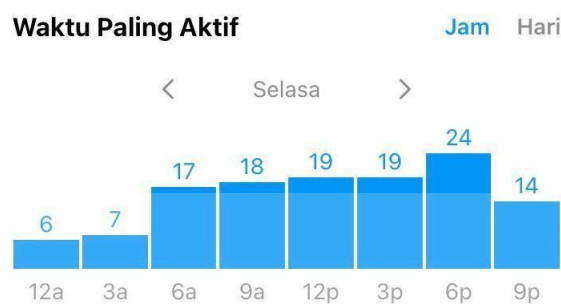 Waktu Paling Aktif Jam Hari
< Selasa >
24
17 18 19 19
14
6 7
12a 3a 6a 9a 12p 3p 6p 9p